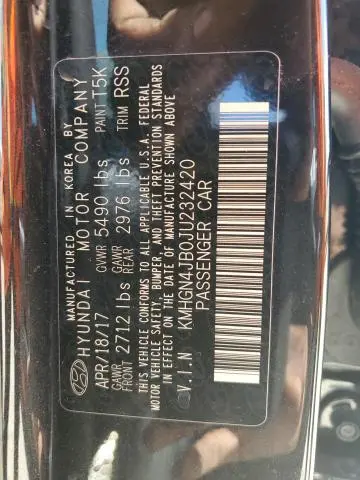 MANUFACTURED IN KOREA BY
HYUNDAI MOTOR COMPANY
APR/18/17 GVWR 5490 lbs PAINT T5K
GAWR FRONT 2712 lbs GAWR REAR 2976 lbs TRIM RSS
THIS VEHICLE CONFORMS TO ALL APPLICABLE U.S.A. FEDERAL
MOTOR VEHICLE SAFETY, BUMPER, AND THEFT PREVENTION STANDARDS
IN EFFECT ON THE DATE OF MANUFACTURE SHOWN ABOVE
V.I.N KMHGN4JB0JU232420
PASSENGER CAR